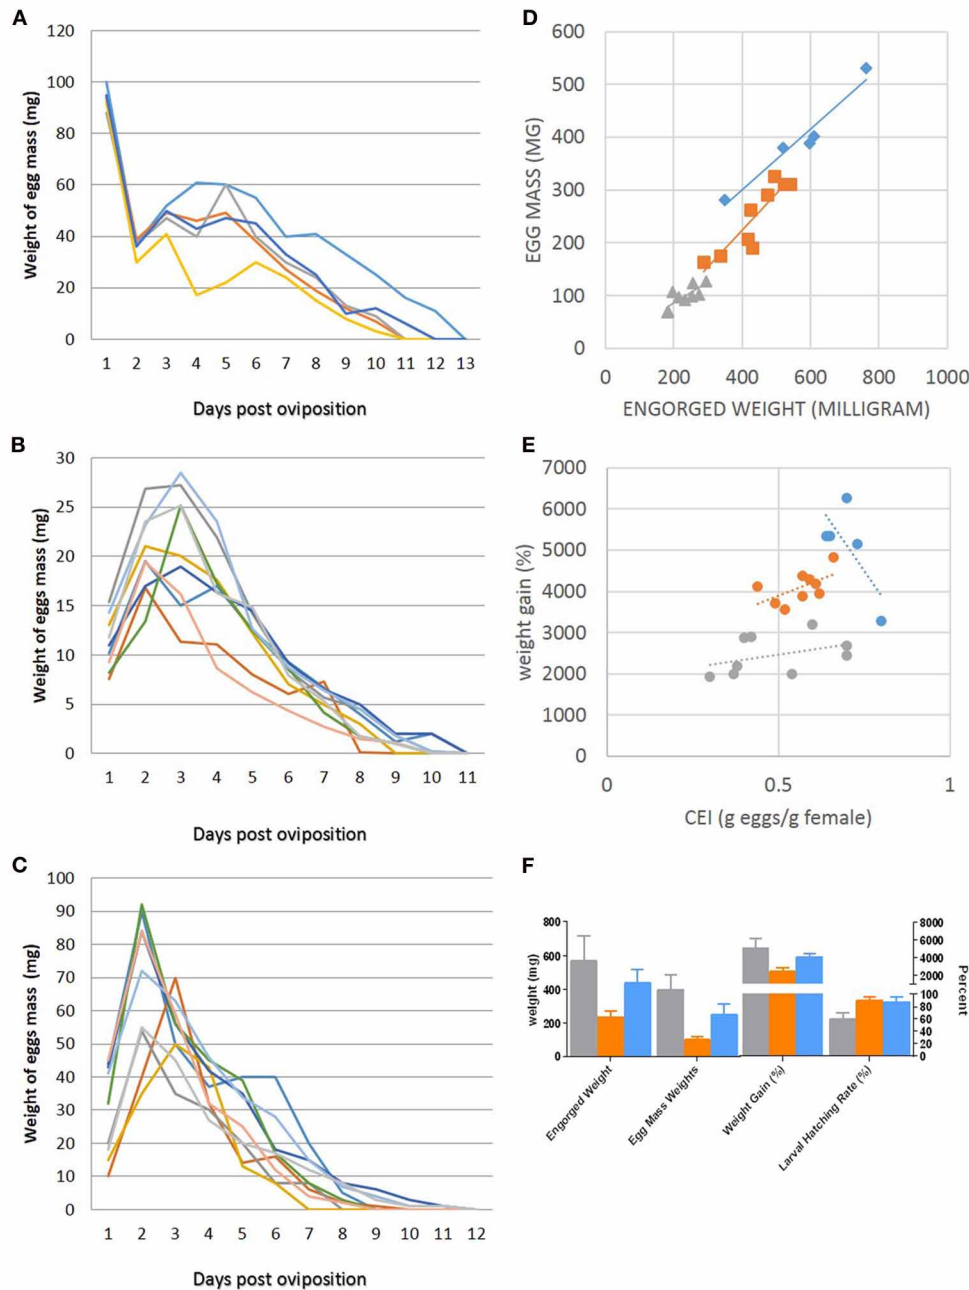 A
120
100
80
60
40
20
0
Weight of egg mass (mg)
1 2 3 4 5 6 7 8 9 10 11 12 13
Days post oviposition
D
600
500
400
300
200
100
0
EGG MASS (MG)
0 200 400 600 800 1000
ENGORGED WEIGHT (MILLIGRAM)
B
30
25
20
15
10
5
0
Weight of eggs mass (mg)
1 2 3 4 5 6 7 8 9 10 11
Days post oviposition
E
7000
6000
5000
4000
3000
2000
1000
0
weight gain (%)
0 0.5 1
CEI (g eggs/g female)
C
100
90
80
70
60
50
40
30
20
10
0
Weight of eggs mass (mg)
1 2 3 4 5 6 7 8 9 10 11 12
Days post oviposition
F
800
600
400
200
0
weight (mg)
8000
6000
4000
2000
100
80
60
40
20
0
Percent
Engorged Weight
Egg Mass Weights
Weight Gain (%)
Larval Hatching Rate (%)